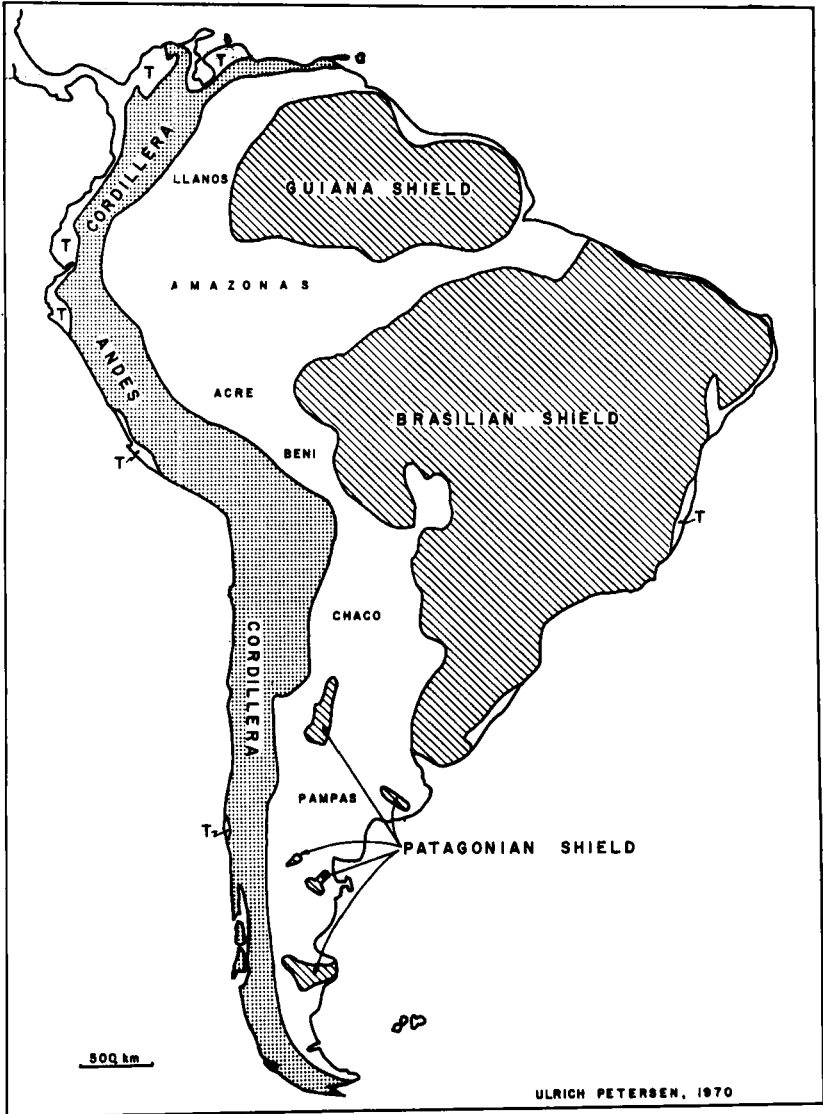 T
T
CORDILLERA
LLANOS
GUIANA SHIELD
T
AMAZONAS
T
ANDES
ACRE
BRASILIAN SHIELD
BENI
T
T
CHACO
CORDILLERA
PAMPAS
T
PATAGONIAN SHIELD
500 km
ULRICH PETERSEN, 1970